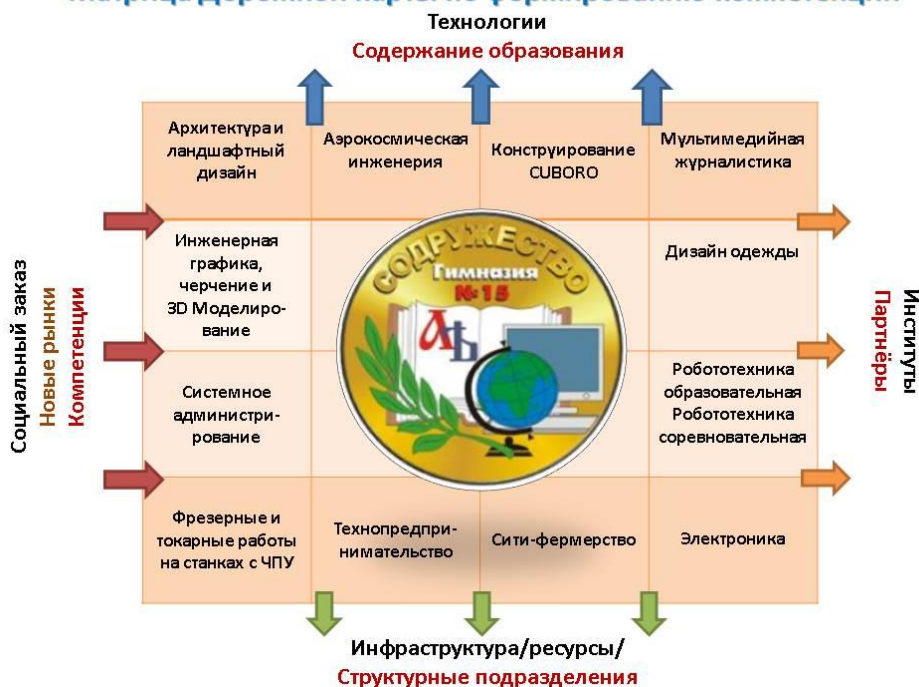 Технологии
Содержание образования
Архитектура и
ландшафтный
дизайн
Аэрокосмическая
инженерия
Конструирование
CUBORO
Мультимедийная
журналистика
Социальный заказ
Новые рынки
Компетенции
Инженерная
графика,
черчение и
3D Моделиро-
вание
СОДРУЖЕСТВО
Гимназия
№15
Дизайн одежды
Институты
Партнёры
Системное
администри-
рование
Робототехника
образовательная
Робототехника
соревновательная
Фрезерные и
токарные работы
на станках с ЧПУ
Технопредпри-
нимательство
Сити-фермерство
Электроника
Инфраструктура/ресурсы/
Структурные подразделения